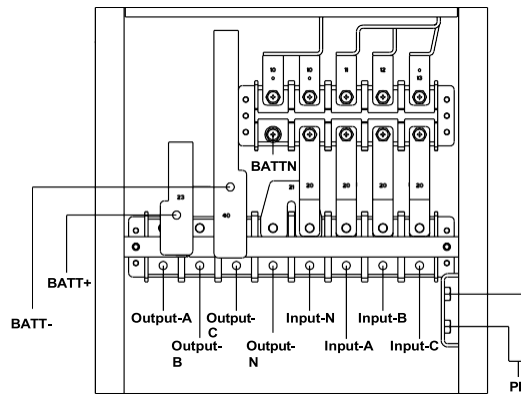 10 10 11 12 13
BATTN
23 21 20 20 20 20
40
BATT+
BATT-
Output-A
Output-
B
Output-
C
Output-
N
Input-N
Input-A
Input-B
Input-C